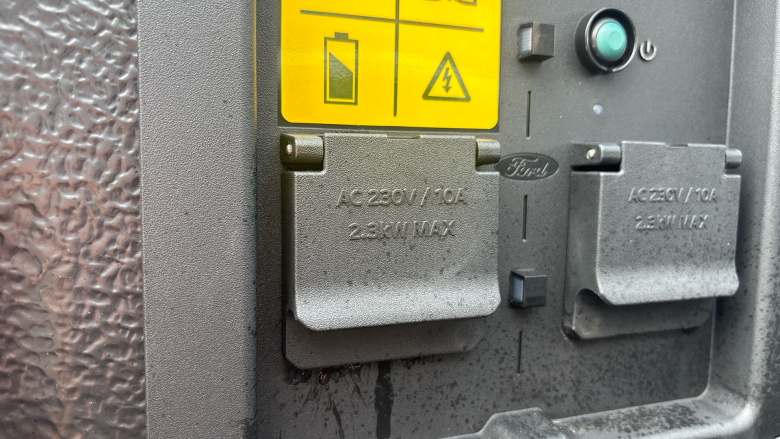 AC 230V / 10A
2.3kW MAX
Ford
AC 230V / 10A
2.3kW MAX